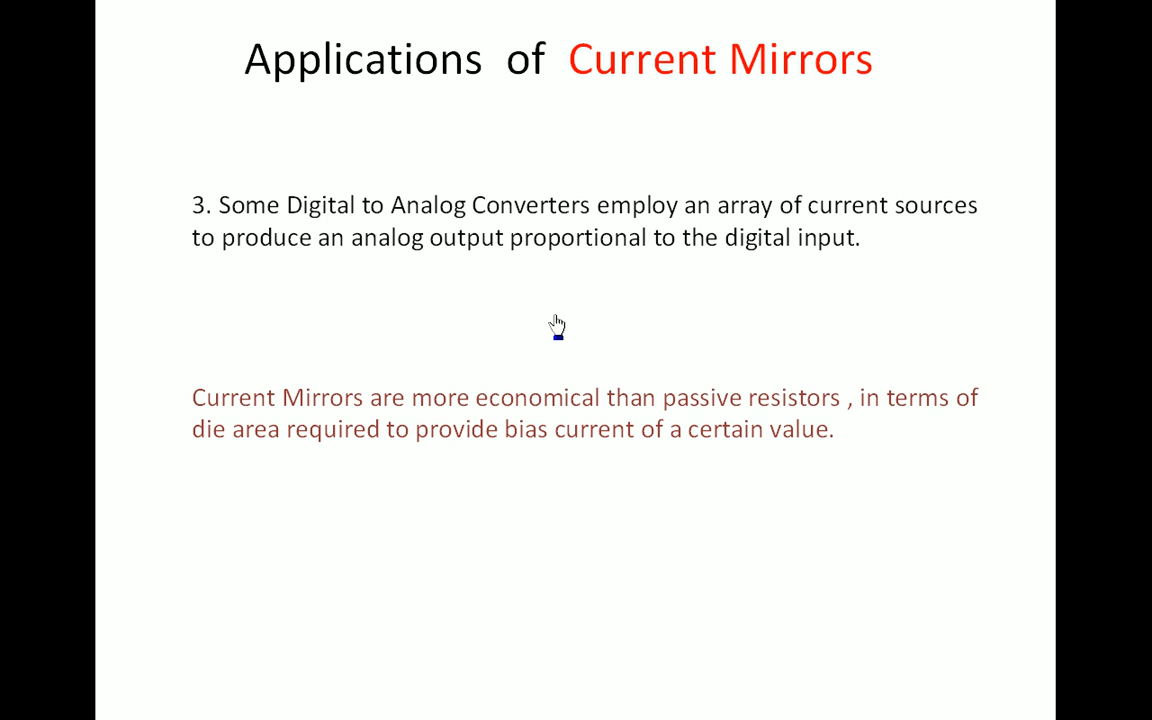 Applications of Current Mirrors
3. Some Digital to Analog Converters employ an array of current sources
to produce an analog output proportional to the digital input.
Current Mirrors are more economical than passive resistors , in terms of
die area required to provide bias current of a certain value.